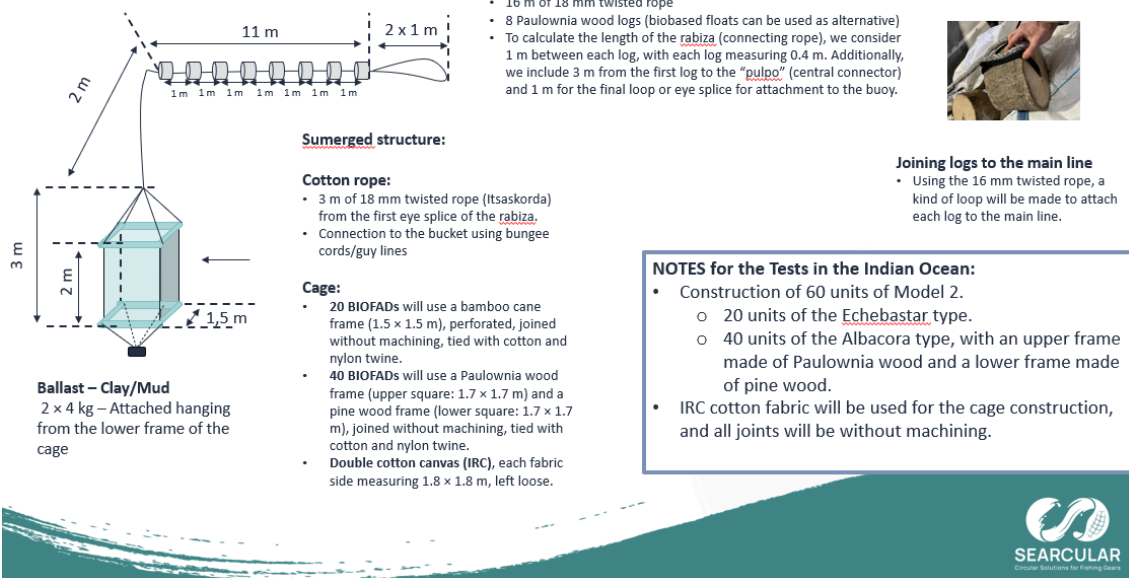 • 16 m of 18 mm twisted rope
• 8 Paulownia wood logs (biobased floats can be used as alternative)
• To calculate the length of the rabiza (connecting rope), we consider
1 m between each log, with each log measuring 0.4 m. Additionally,
we include 3 m from the first log to the “pulpo” (central connector)
and 1 m for the final loop or eye splice for attachment to the buoy.
11 m
2 x 1 m
2 m
1 m 1 m 1 m 1 m 1 m 1 m 1 m
3 m
2 m
1,5 m
Ballast – Clay/Mud
2 × 4 kg – Attached hanging
from the lower frame of the
cage
Sumerged structure:
Cotton rope:
• 3 m of 18 mm twisted rope (Itsaskorda)
from the first eye splice of the rabiza.
• Connection to the bucket using bungee
cords/guy lines
Cage:
• 20 BIOFADs will use a bamboo cane
frame (1.5 × 1.5 m), perforated, joined
without machining, tied with cotton and
nylon twine.
• 40 BIOFADs will use a Paulownia wood
frame (upper square: 1.7 × 1.7 m) and a
pine wood frame (lower square: 1.7 × 1.7
m), joined without machining, tied with
cotton and nylon twine.
• Double cotton canvas (IRC), each fabric
side measuring 1.8 × 1.8 m, left loose.
Joining logs to the main line
• Using the 16 mm twisted rope, a
kind of loop will be made to attach
each log to the main line.
NOTES for the Tests in the Indian Ocean:
• Construction of 60 units of Model 2.
o 20 units of the Echebastar type.
o 40 units of the Albacora type, with an upper frame
made of Paulownia wood and a lower frame made
of pine wood.
• IRC cotton fabric will be used for the cage construction,
and all joints will be without machining.
SEARCULAR
Circular Solutions for Fishing Gears